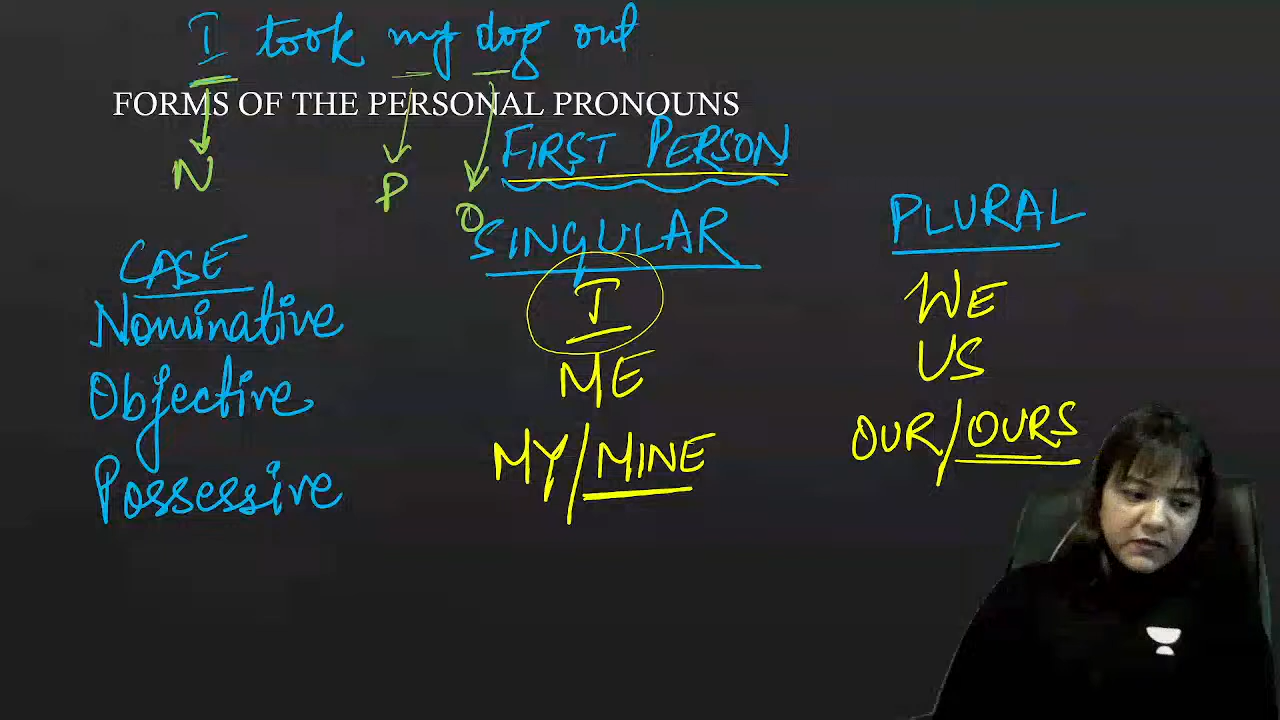 I took my dog out
FORMS OF THE PERSONAL PRONOUNS
N P O
FIRST PERSON
CASE SINGULAR PLURAL
Nominative I WE
Objective ME US
Possessive MY/MINE OUR/OURS